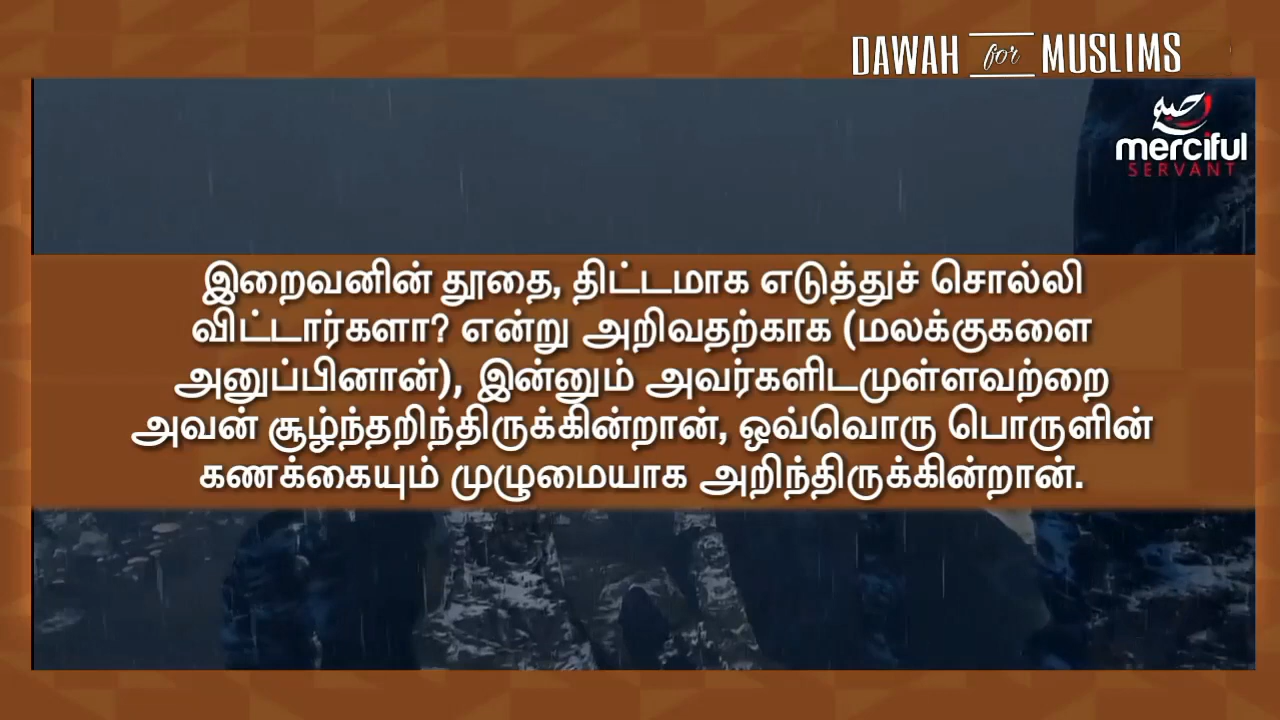 DAWAH for MUSLIMS
merciful
SERVANT
இறைவனின் தூதை, திட்டமாக எடுத்துச் சொல்லி
விட்டார்களா? என்று அறிவதற்காக (மலக்குகளை
அனுப்பினான்), இன்னும் அவர்களிடமுள்ளவற்றை
அவன் சூழ்ந்தறிந்திருக்கின்றான், ஒவ்வொரு பொருளின்
கணக்கையும் முழுமையாக அறிந்திருக்கின்றான்.